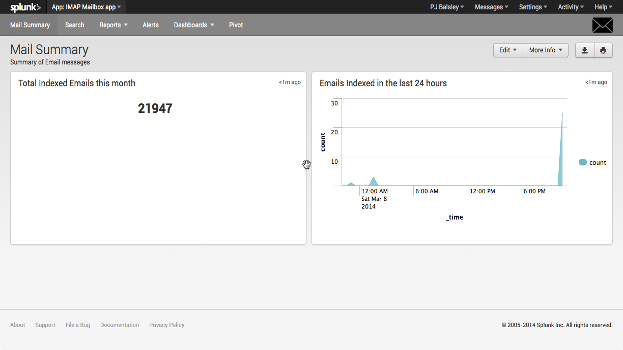 splunk> App: IMAP Mailbox app PJ Balsley Messages Settings Activity Help
Mail Summary Search Reports Alerts Dashboards Pivot
Mail Summary
Summary of Email messages
Edit More Info
Total Indexed Emails this month <1m ago
21947
Emails Indexed in the last 24 hours <1m ago
30
20
10
count
12:00 AM 6:00 AM 12:00 PM 6:00 PM
Sat Mar 8
2014
_time
count
About Support File a Bug Documentation Privacy Policy © 2005-2014 Splunk Inc. All rights reserved.